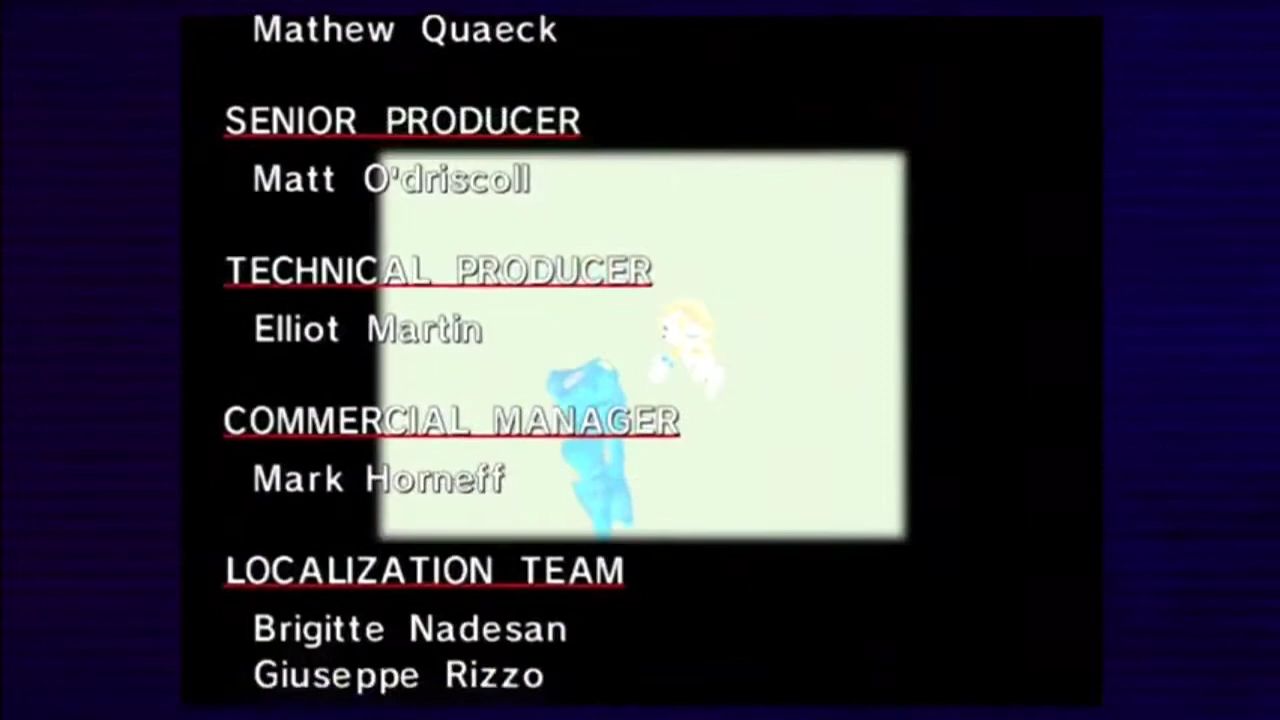 Mathew Quaeck
SENIOR PRODUCER
Matt O'driscoll
TECHNICAL PRODUCER
Elliot Martin
COMMERCIAL MANAGER
Mark Horneff
LOCALIZATION TEAM
Brigitte Nadesan
Giuseppe Rizzo